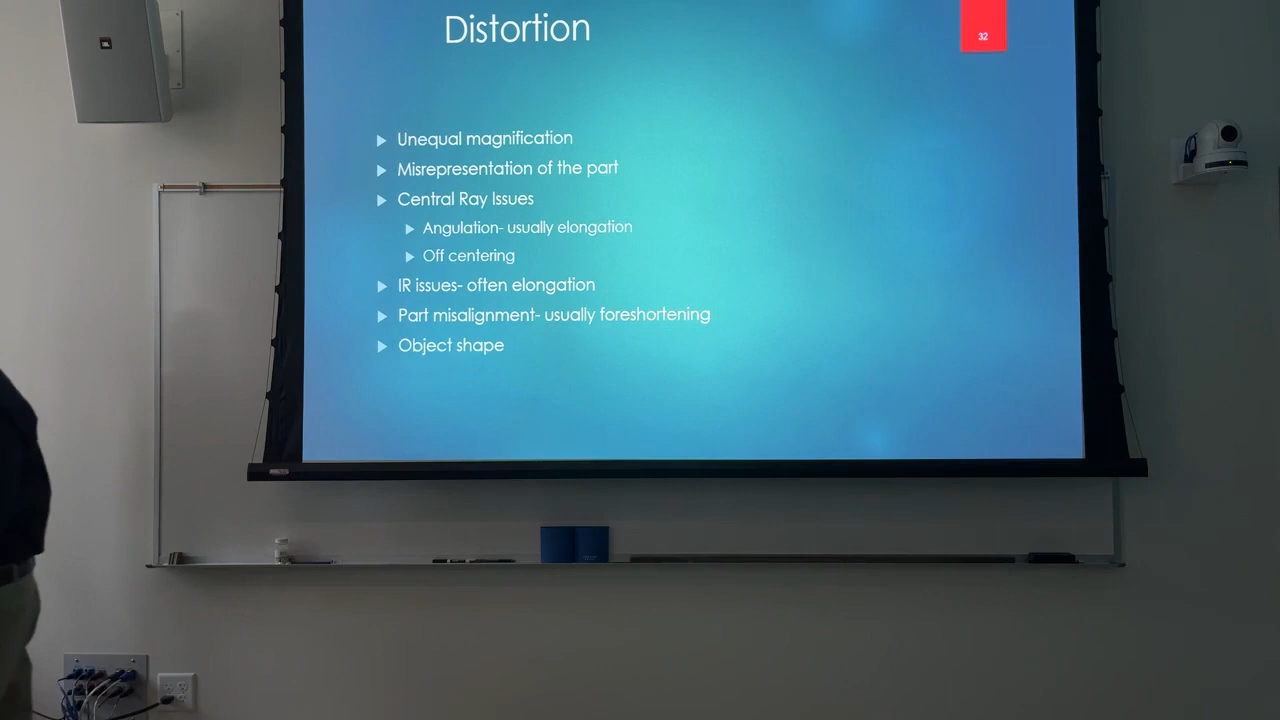 Distortion
32
JBL
Unequal magnification
Misrepresentation of the part
Central Ray Issues
Angulation- usually elongation
Off centering
IR issues- often elongation
Part misalignment- usually foreshortening
Object shape